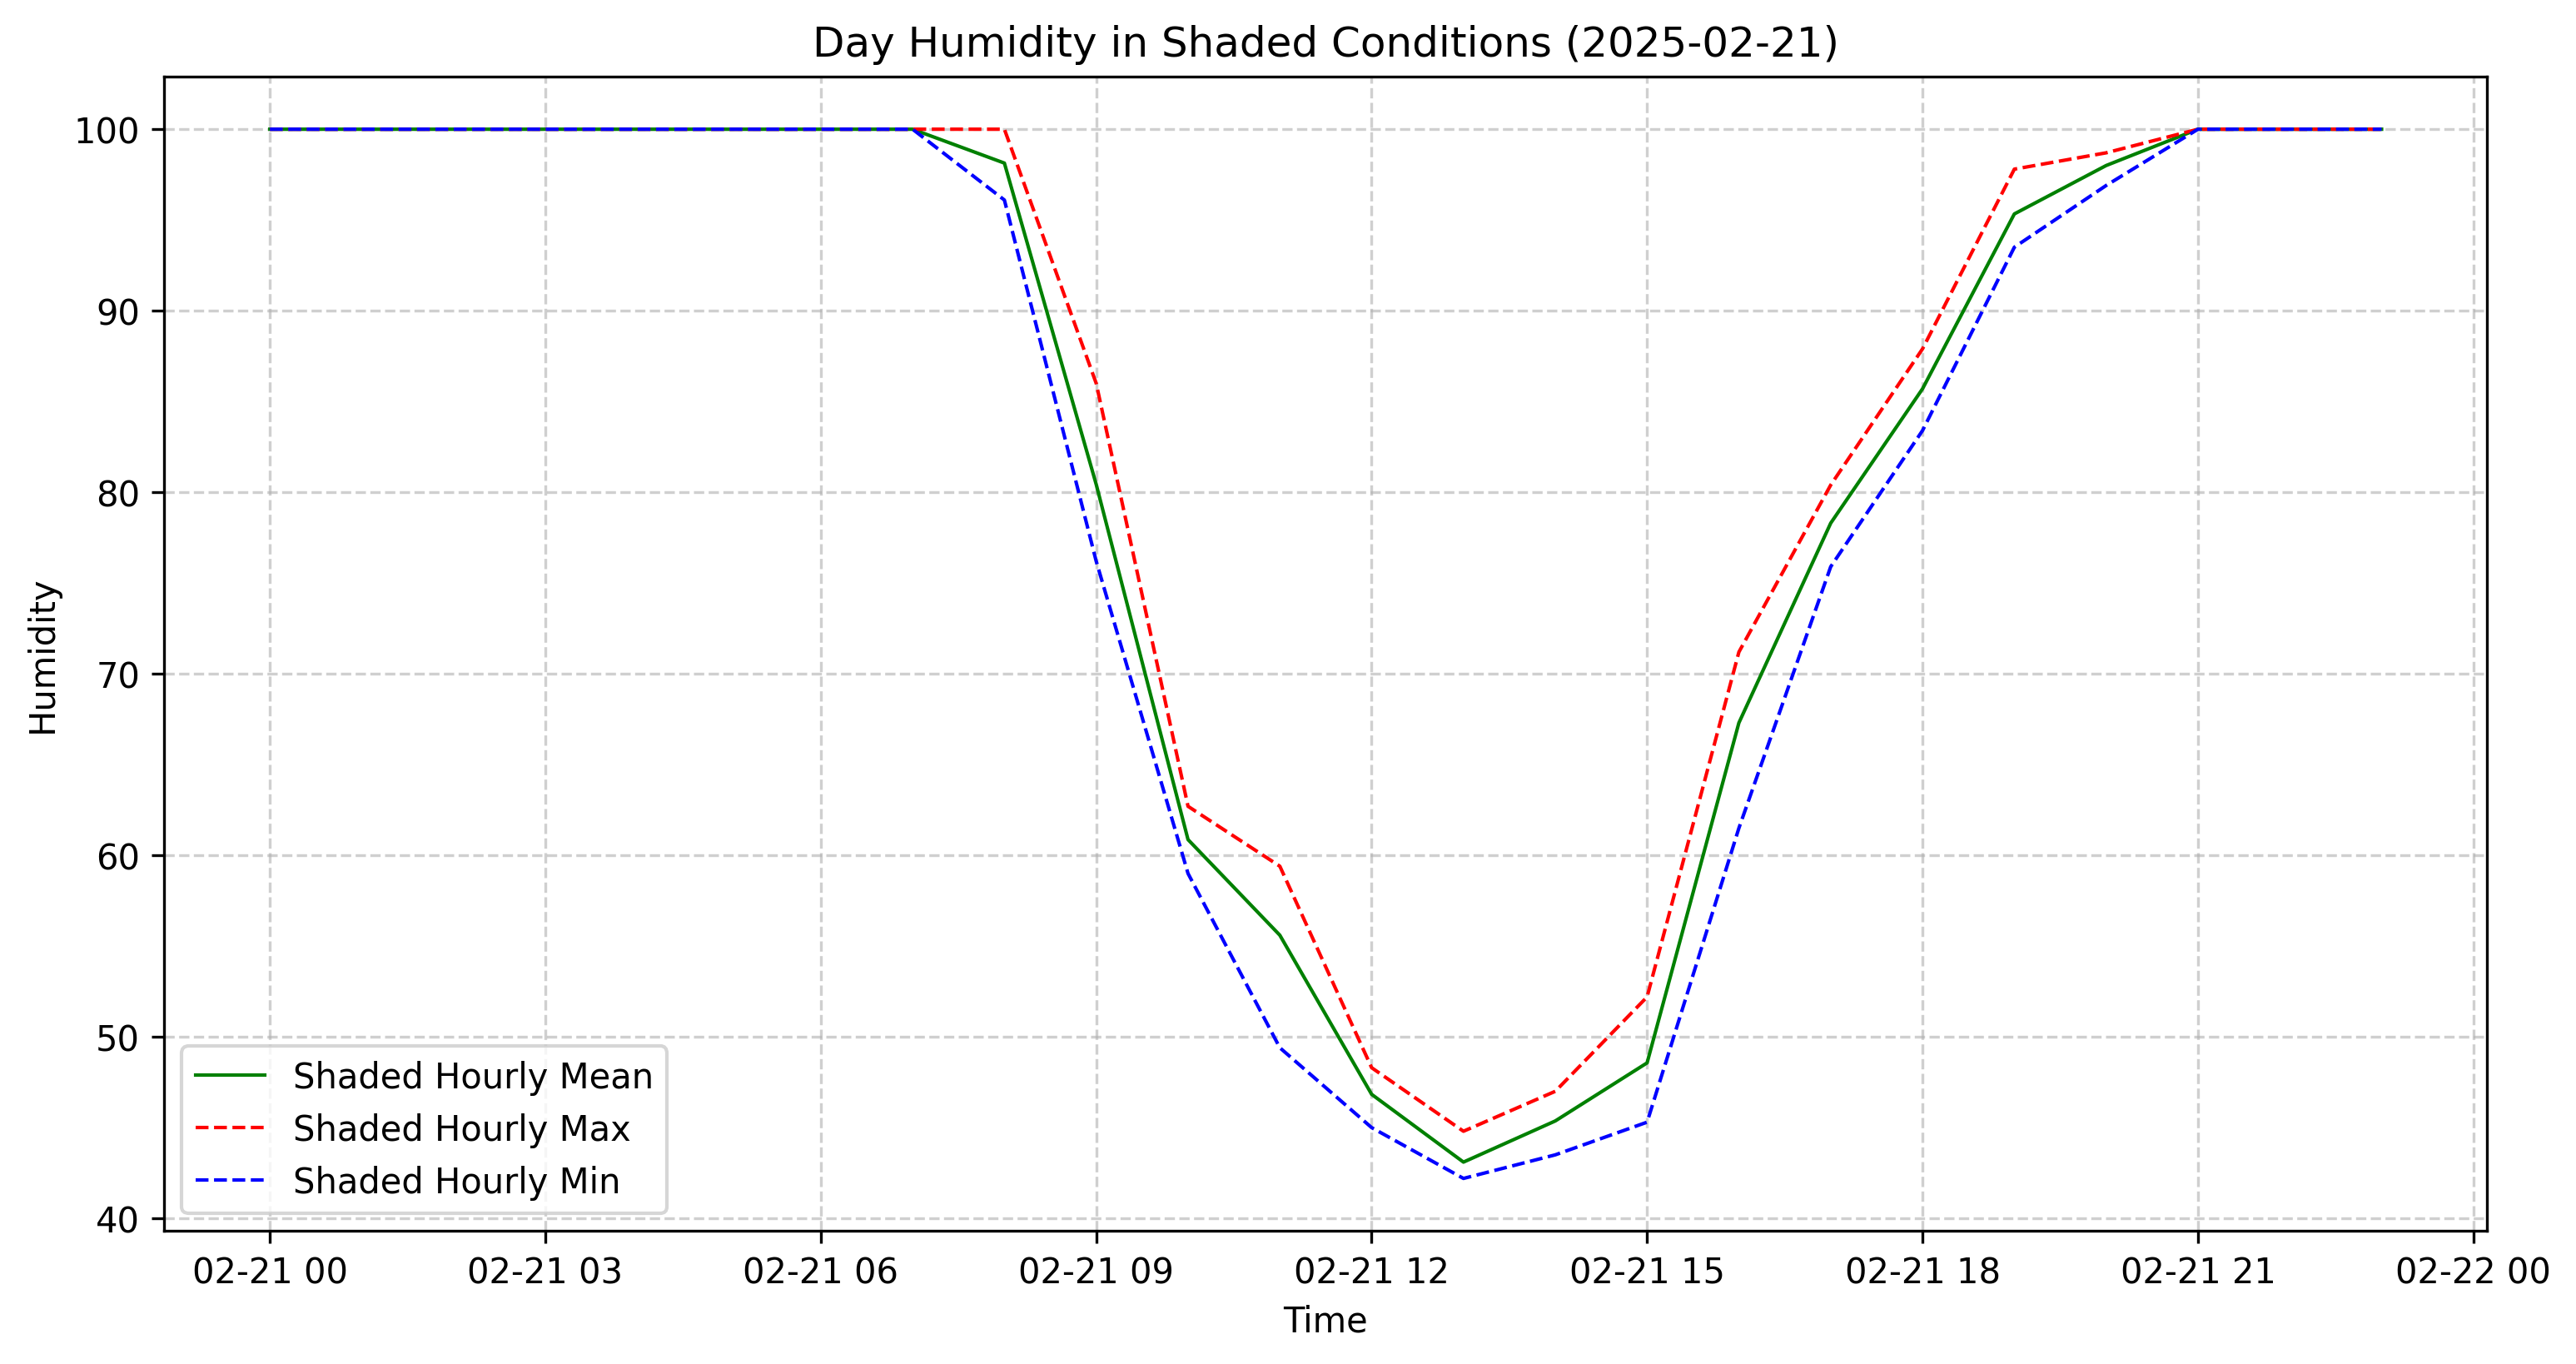 Day Humidity in Shaded Conditions (2025-02-21)
Humidity
100
90
80
70
60
50
40
Shaded Hourly Mean
Shaded Hourly Max
Shaded Hourly Min
02-21 00 02-21 03 02-21 06 02-21 09 02-21 12 02-21 15 02-21 18 02-21 21 02-22 00
Time